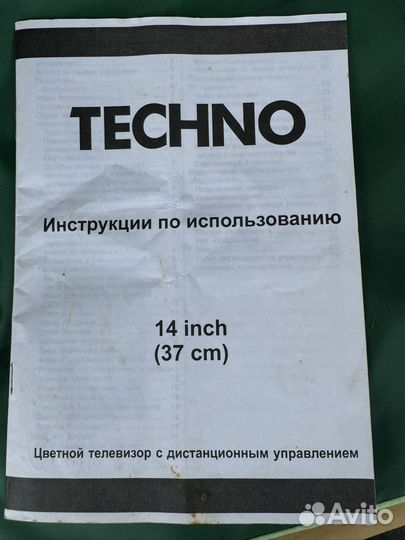 TECHNO
Инструкции по использованию
14 inch
(37 cm)
Цветной телевизор с дистанционным управлением
Avito